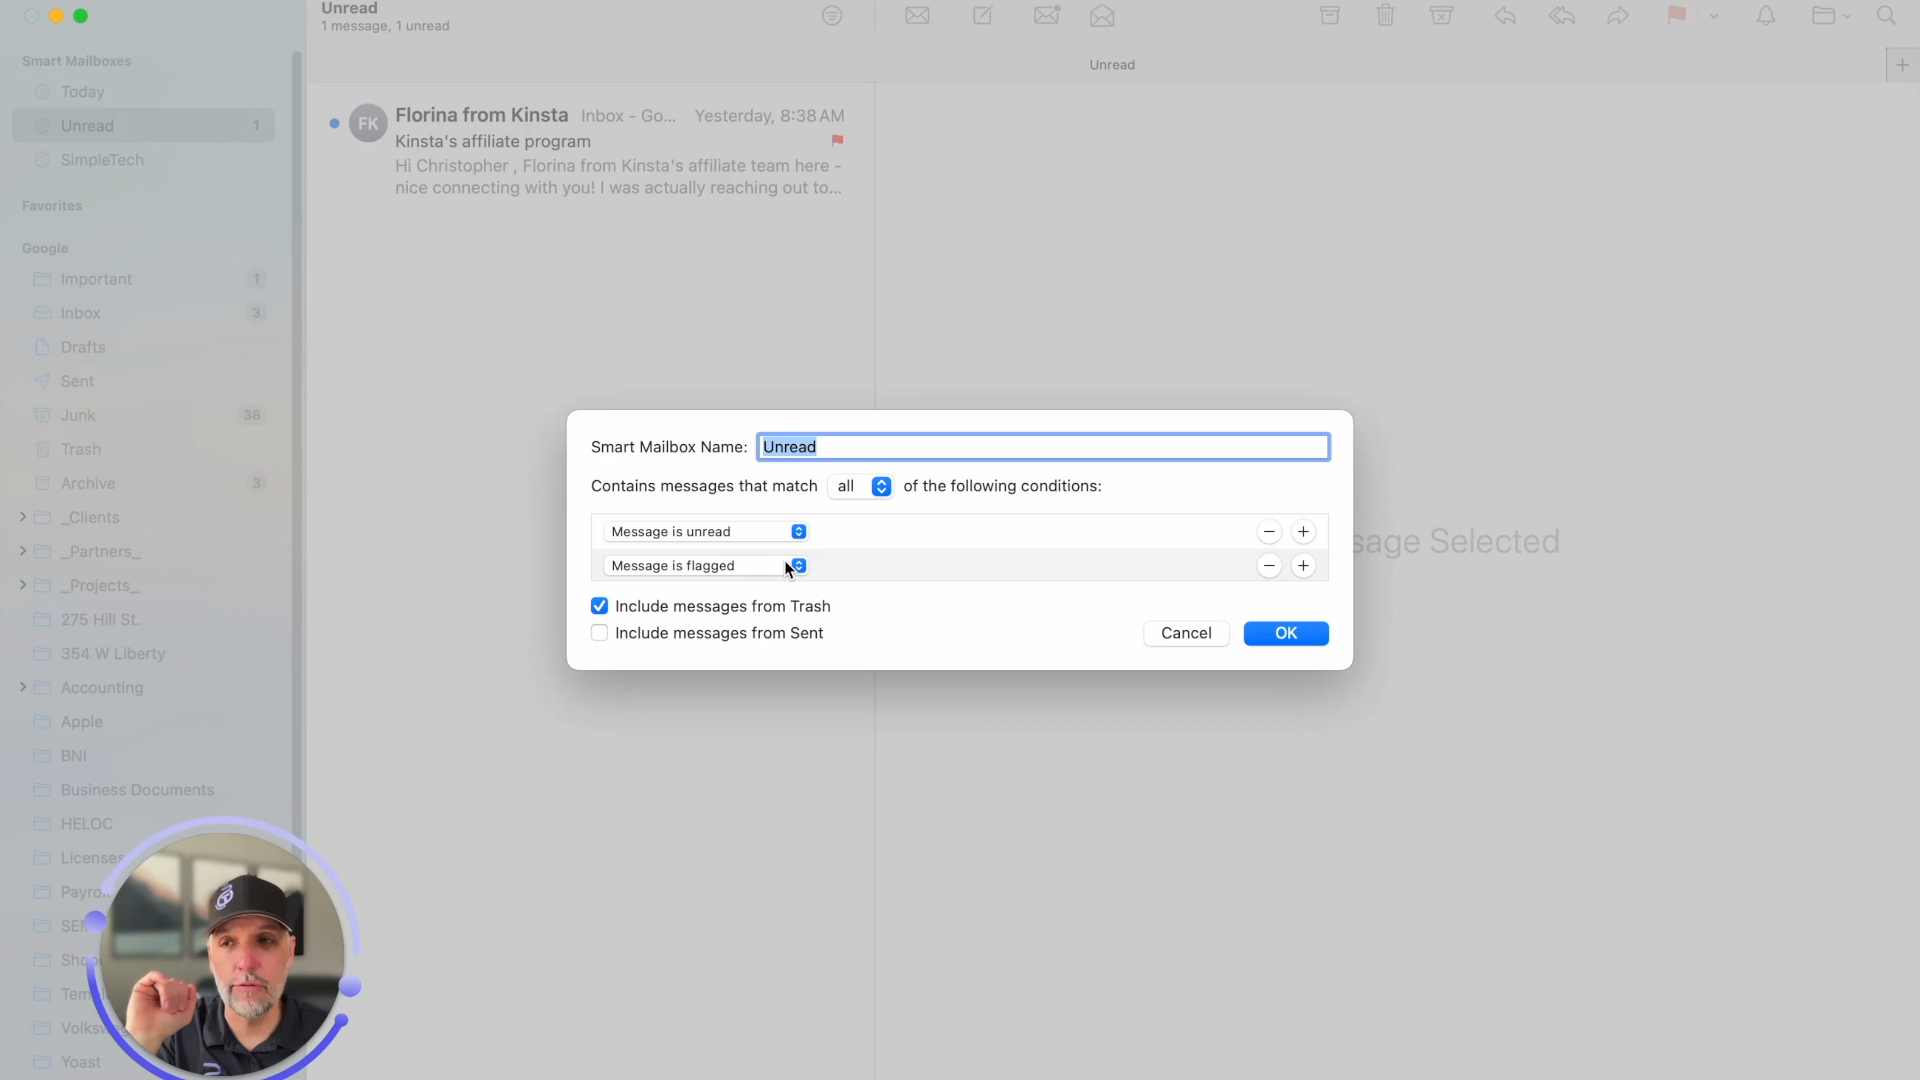 Unread
1 message, 1 unread
Unread
Smart Mailboxes
Today
Unread 1
SimpleTech
Favorites
Google
Important 1
Inbox 3
Drafts
Sent
Junk 38
Trash
Archive 3
_Clients
_Partners_
_Projects_
275 Hill St.
354 W Liberty
Accounting
Apple
BNI
Business Documents
HELOC
Licenses
Yoast
FK Florina from Kinsta Inbox - Go... Yesterday, 8:38 AM
Kinsta's affiliate program
Hi Christopher , Florina from Kinsta's affiliate team here -
nice connecting with you! I was actually reaching out to...
sage Selected
Smart Mailbox Name: Unread
Contains messages that match all of the following conditions:
Message is unread
Message is flagged
Include messages from Trash
Include messages from Sent
Cancel OK